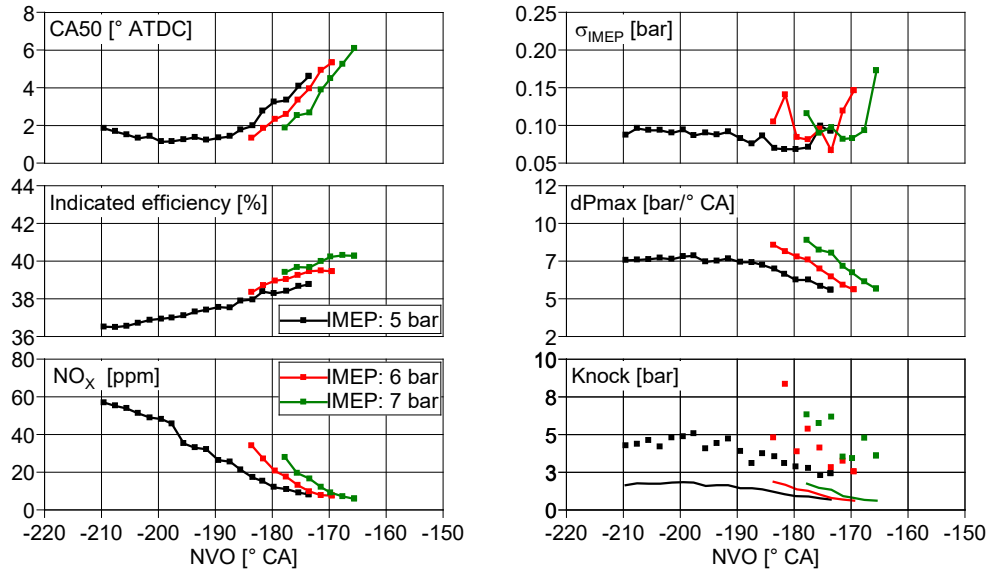 8
CA50 [° ATDC]
6
4
2
0
0.25
σIMEP [bar]
0.20
0.15
0.10
0.05
44
Indicated efficiency [%]
42
40
38
36
IMEP: 5 bar
12
dPmax [bar/° CA]
10
7
5
2
80
NOX [ppm]
60
40
20
0
IMEP: 6 bar
IMEP: 7 bar
10
Knock [bar]
8
5
3
0
-220 -210 -200 -190 -180 -170 -160 -150
NVO [° CA]
-220 -210 -200 -190 -180 -170 -160 -150
NVO [° CA]